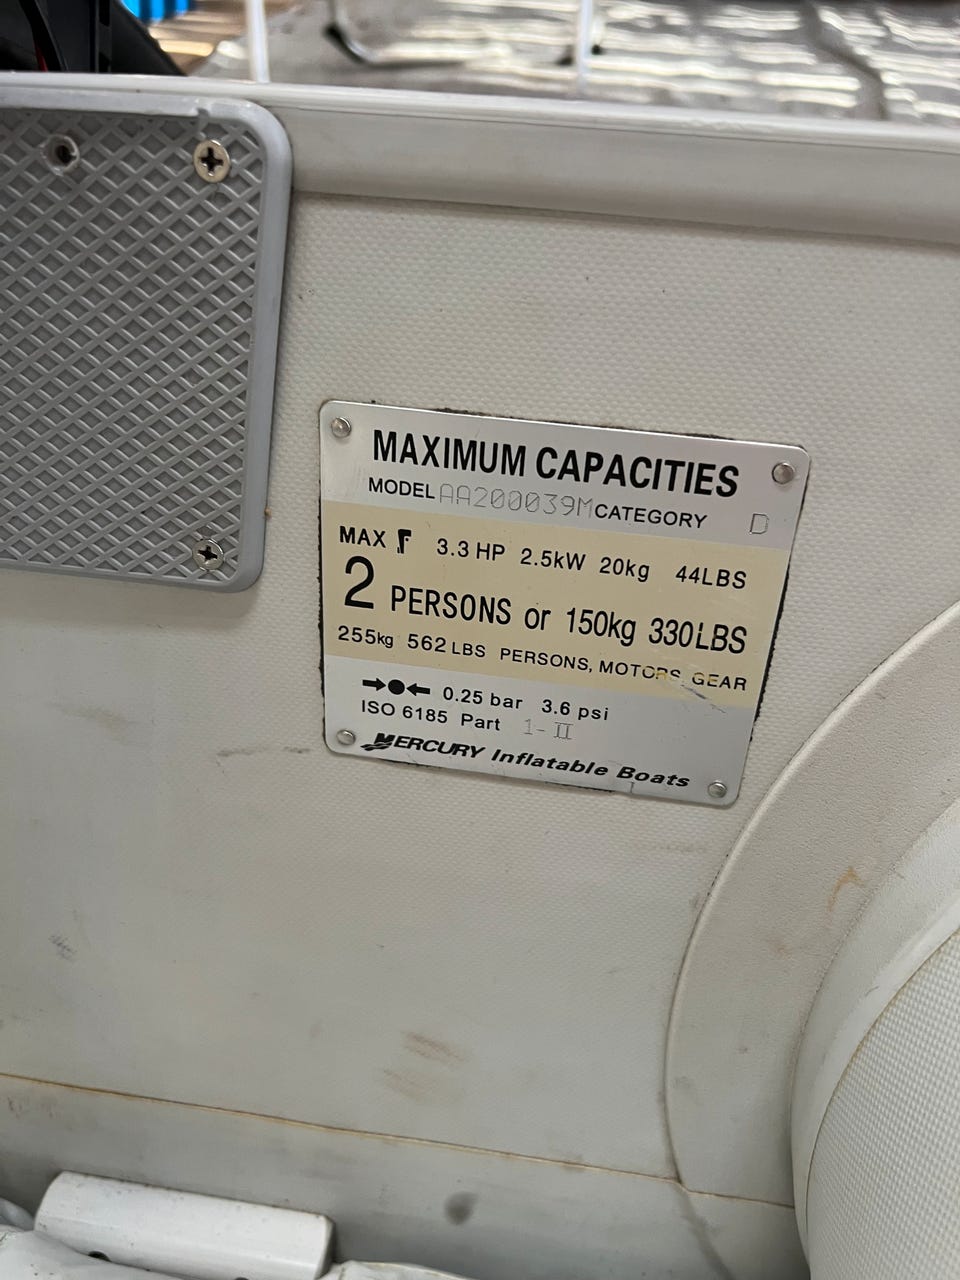 MAXIMUM CAPACITIES
MODEL AA200039M CATEGORY D
MAX 3.3 HP 2.5kW 20kg 44LBS
2 PERSONS or 150kg 330LBS
255kg 562 LBS PERSONS, MOTORS, GEAR
0.25 bar 3.6 psi
ISO 6185 Part 1-II
MERCURY Inflatable Boats